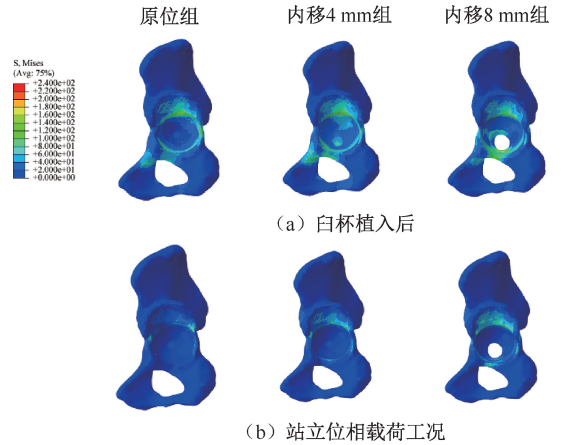 原位组
内移4 mm组
内移8 mm组
S, Mises
(Avg: 75%)
+2.400e+02
+2.200e+02
+2.000e+02
+1.800e+02
+1.600e+02
+1.400e+02
+1.200e+02
+1.000e+02
+8.000e+01
+6.000e+01
+4.000e+01
+2.000e+01
+0.000e+00
（a）臼杯植入后
（b）站立位相载荷工况